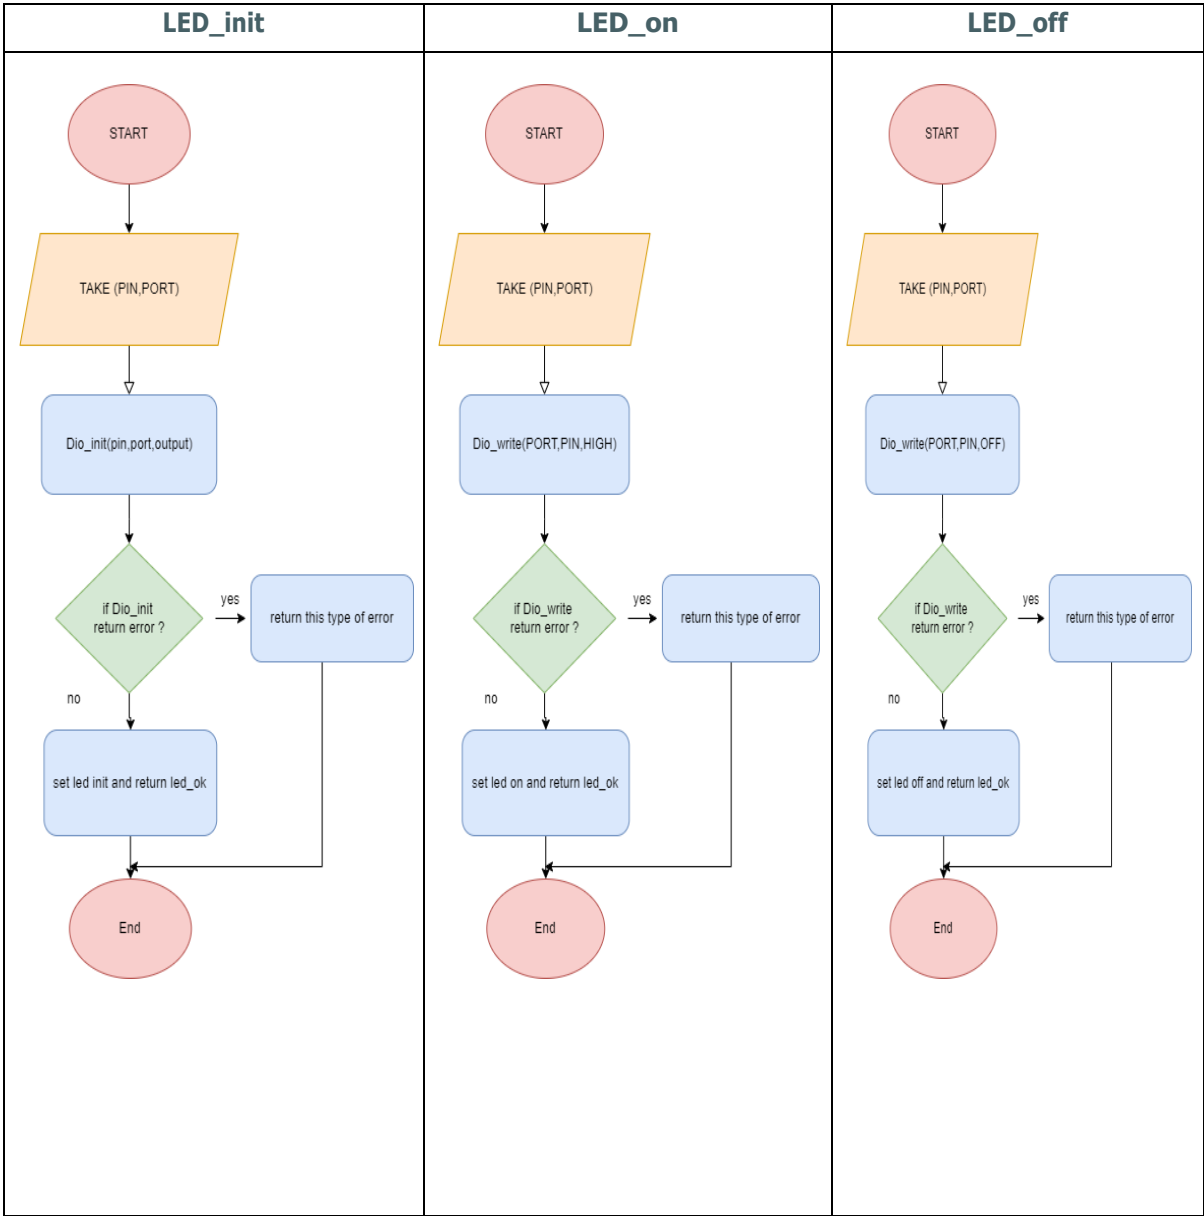 LED_init
LED_on
LED_off
START
TAKE (PIN,PORT)
Dio_init(pin,port,output)
if Dio_init
return error ?
yes
return this type of error
no
set led init and return led_ok
End
START
TAKE (PIN,PORT)
Dio_write(PORT,PIN,HIGH)
if Dio_write
return error ?
yes
return this type of error
no
set led on and return led_ok
End
START
TAKE (PIN,PORT)
Dio_write(PORT,PIN,OFF)
if Dio_write
return error ?
yes
return this type of error
no
set led off and return led_ok
End